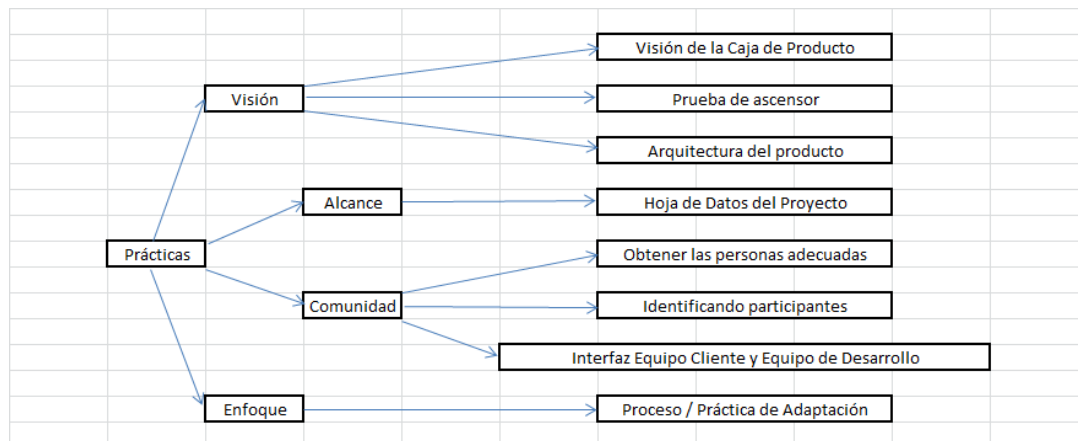 Visión de la Caja de Producto
Visión
Prueba de ascensor
Arquitectura del producto
Alcance
Hoja de Datos del Proyecto
Prácticas
Obtener las personas adecuadas
Comunidad
Identificando participantes
Interfaz Equipo Cliente y Equipo de Desarrollo
Enfoque
Proceso / Práctica de Adaptación